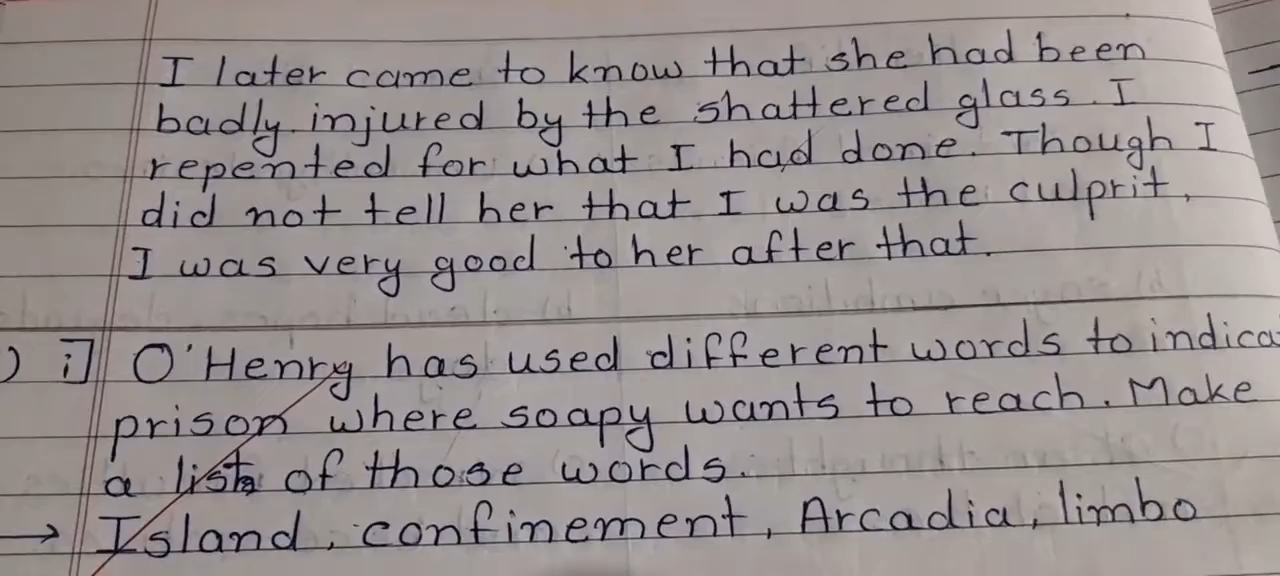 I later came to know that she had been
badly injured by the shattered glass. I
repented for what I had done. Though I
did not tell her that I was the culprit,
I was very good to her after that.
) i] O'Henry has used different words to indica
prison where soapy wants to reach. Make
a list of those words.
→ Island, confinement, Arcadia, limbo